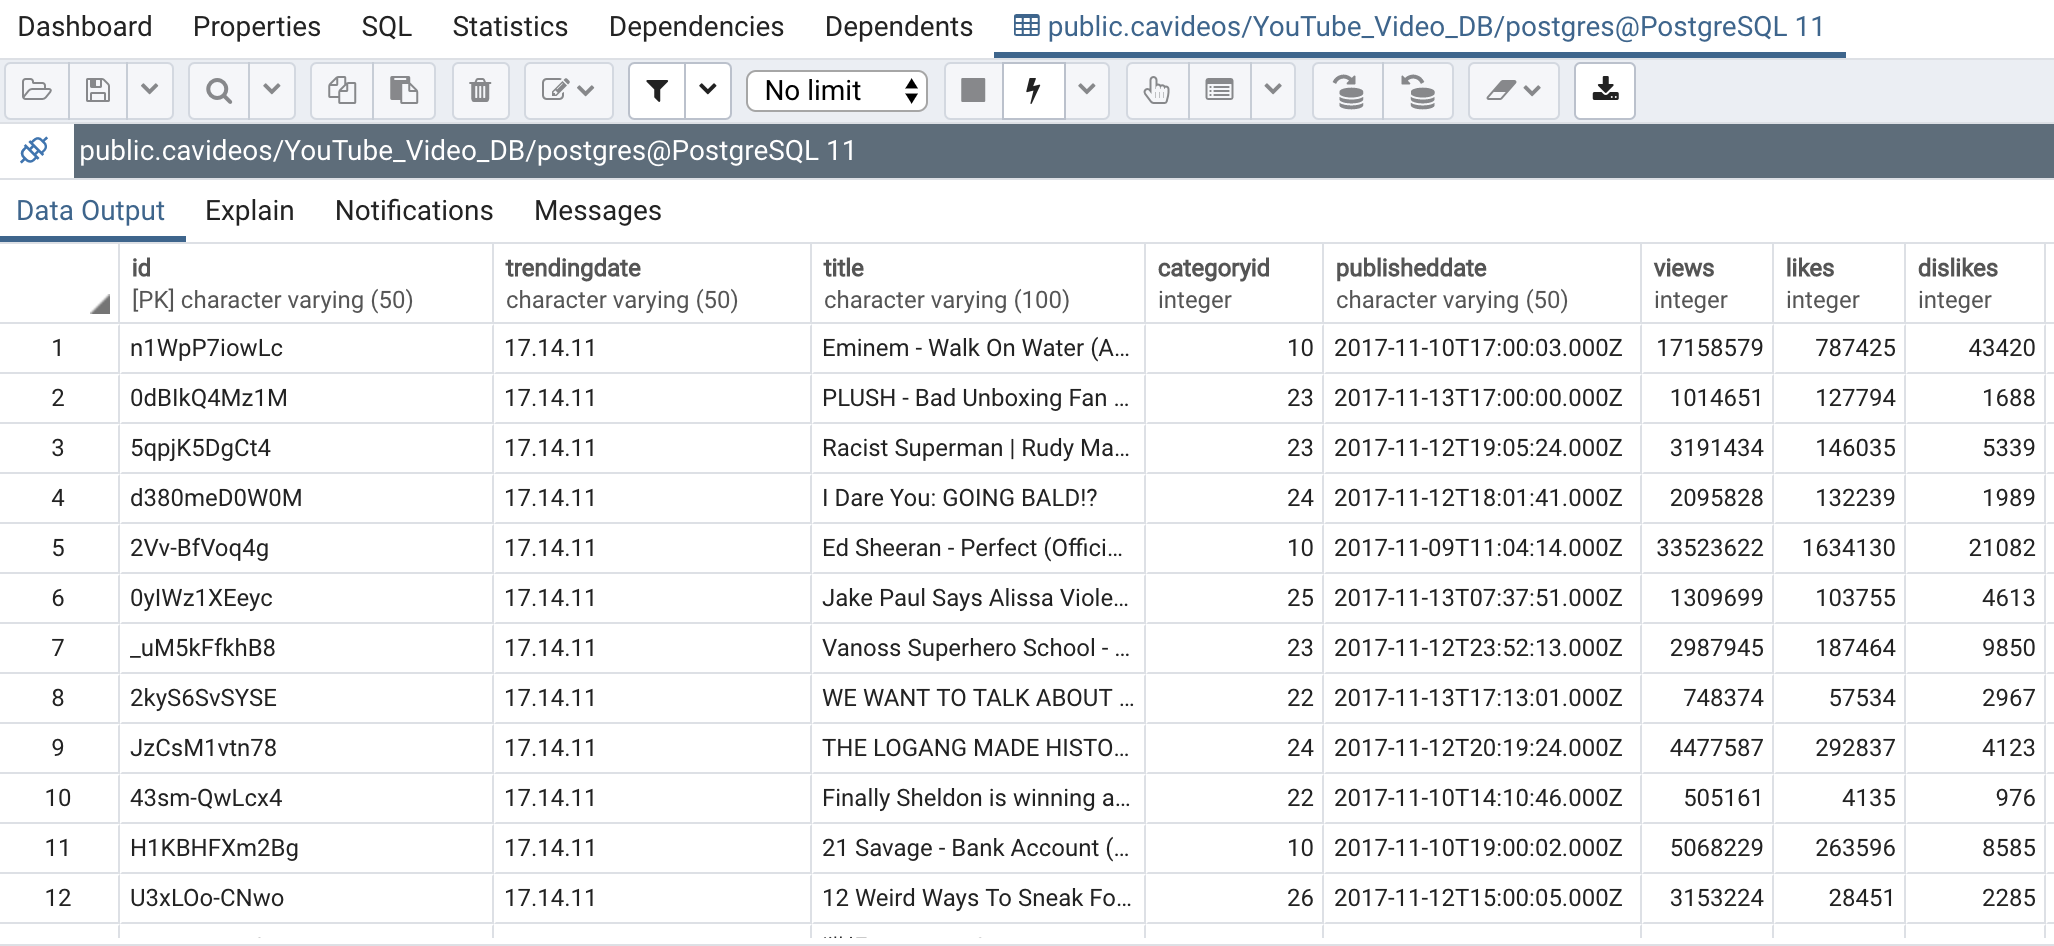 Dashboard Properties SQL Statistics Dependencies Dependents public.cavideos/YouTube_Video_DB/postgres@PostgreSQL 11
No limit
public.cavideos/YouTube_Video_DB/postgres@PostgreSQL 11
Data Output Explain Notifications Messages
id trendingdate title categoryid publisheddate views likes dislikes
[PK] character varying (50) character varying (50) character varying (100) integer character varying (50) integer integer integer
1 n1WpP7iowLc 17.14.11 Eminem - Walk On Water (A... 10 2017-11-10T17:00:03.000Z 17158579 787425 43420
2 0dBIkQ4Mz1M 17.14.11 PLUSH - Bad Unboxing Fan ... 23 2017-11-13T17:00:00.000Z 1014651 127794 1688
3 5qpjK5DgCt4 17.14.11 Racist Superman | Rudy Ma... 23 2017-11-12T19:05:24.000Z 3191434 146035 5339
4 d380meD0W0M 17.14.11 I Dare You: GOING BALD!? 24 2017-11-12T18:01:41.000Z 2095828 132239 1989
5 2Vv-BfVoq4g 17.14.11 Ed Sheeran - Perfect (Offici... 10 2017-11-09T11:04:14.000Z 33523622 1634130 21082
6 0yIWz1XEeyc 17.14.11 Jake Paul Says Alissa Viole... 25 2017-11-13T07:37:51.000Z 1309699 103755 4613
7 _uM5kFfkhB8 17.14.11 Vanoss Superhero School - ... 23 2017-11-12T23:52:13.000Z 2987945 187464 9850
8 2kyS6SvSYSE 17.14.11 WE WANT TO TALK ABOUT ... 22 2017-11-13T17:13:01.000Z 748374 57534 2967
9 JzCsM1vtn78 17.14.11 THE LOGANG MADE HISTO... 24 2017-11-12T20:19:24.000Z 4477587 292837 4123
10 43sm-QwLcx4 17.14.11 Finally Sheldon is winning a... 22 2017-11-10T14:10:46.000Z 505161 4135 976
11 H1KBHFXm2Bg 17.14.11 21 Savage - Bank Account (... 10 2017-11-10T19:00:02.000Z 5068229 263596 8585
12 U3xLOo-CNwo 17.14.11 12 Weird Ways To Sneak Fo... 26 2017-11-12T15:00:05.000Z 3153224 28451 2285